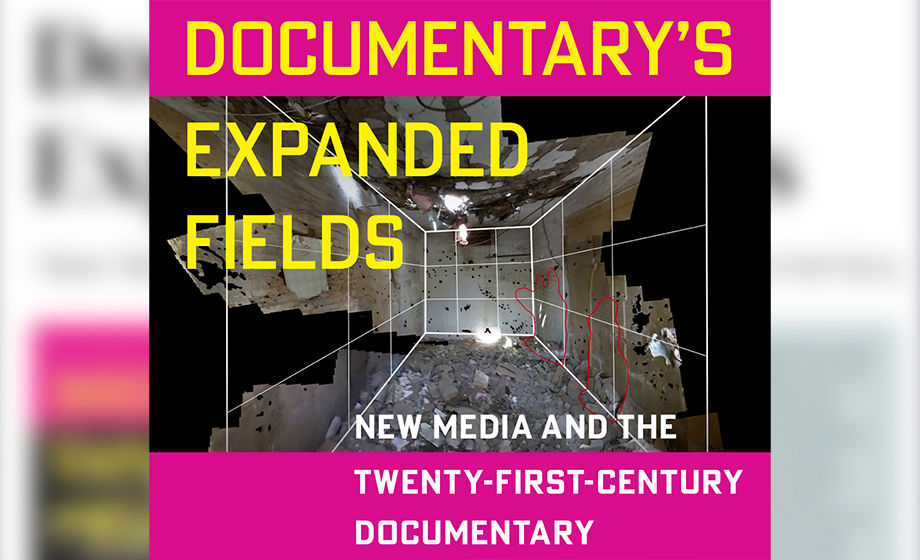 DOCUMENTARY’S
EXPANDED
FIELDS
NEW MEDIA AND THE
TWENTY-FIRST-CENTURY
DOCUMENTARY